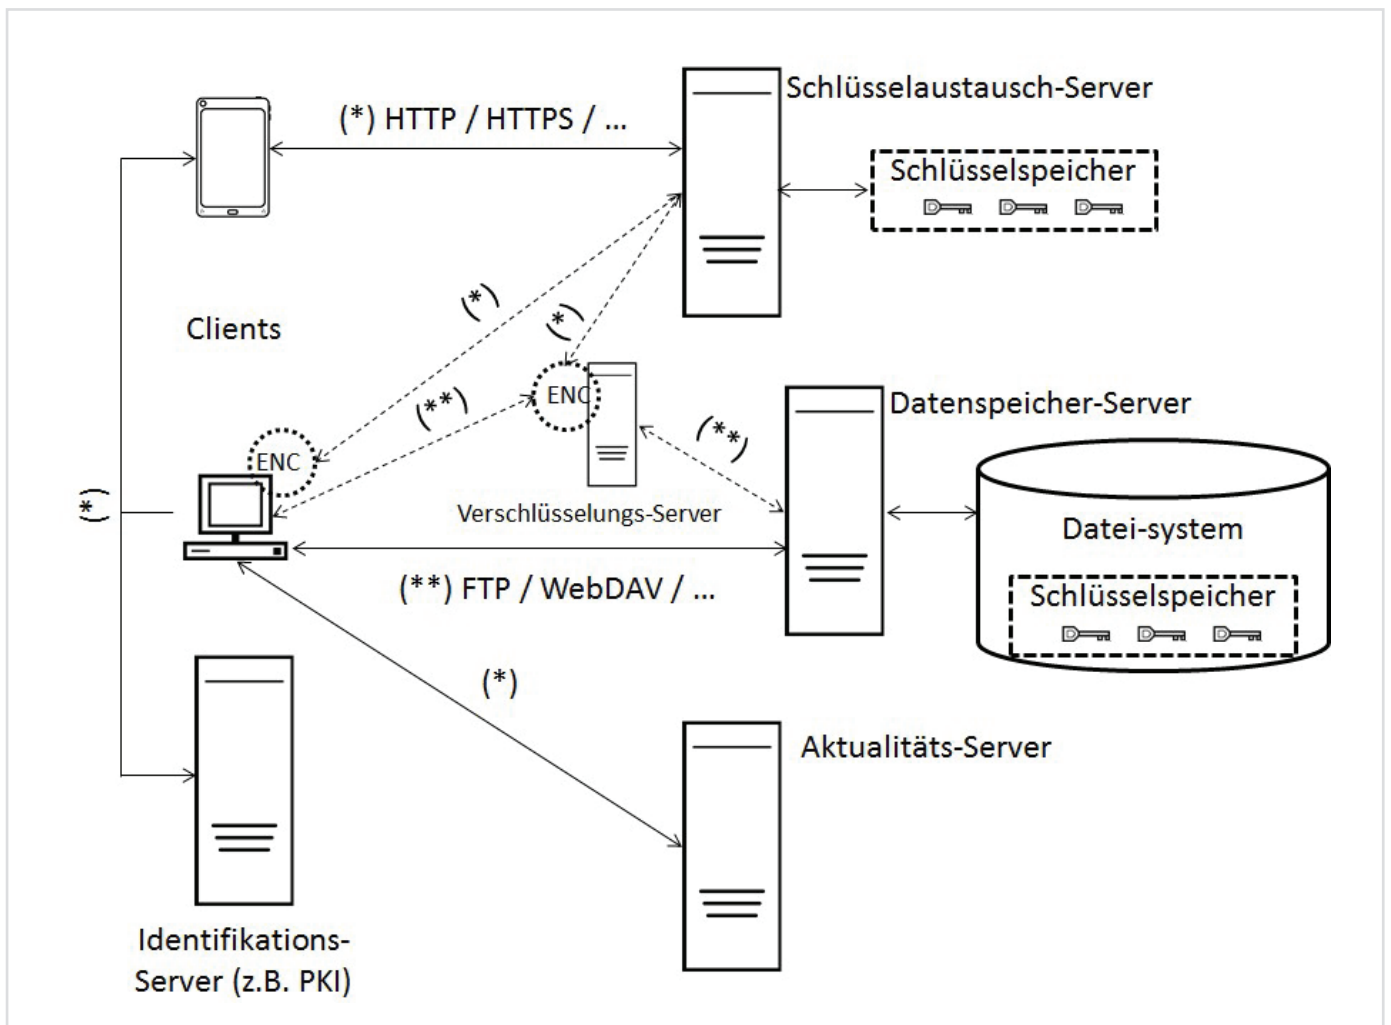 Schlüsselaustausch-Server
(*) HTTP / HTTPS / ...
Schlüsselspeicher
(*)
(*)
Clients
(**)
ENC
Datenspeicher-Server
(**)
ENC
(*)
Verschlüsselungs-Server
Datei-system
(**) FTP / WebDAV / ...
Schlüsselspeicher
(*)
Aktualitäts-Server
Identifikations-
Server (z.B. PKI)